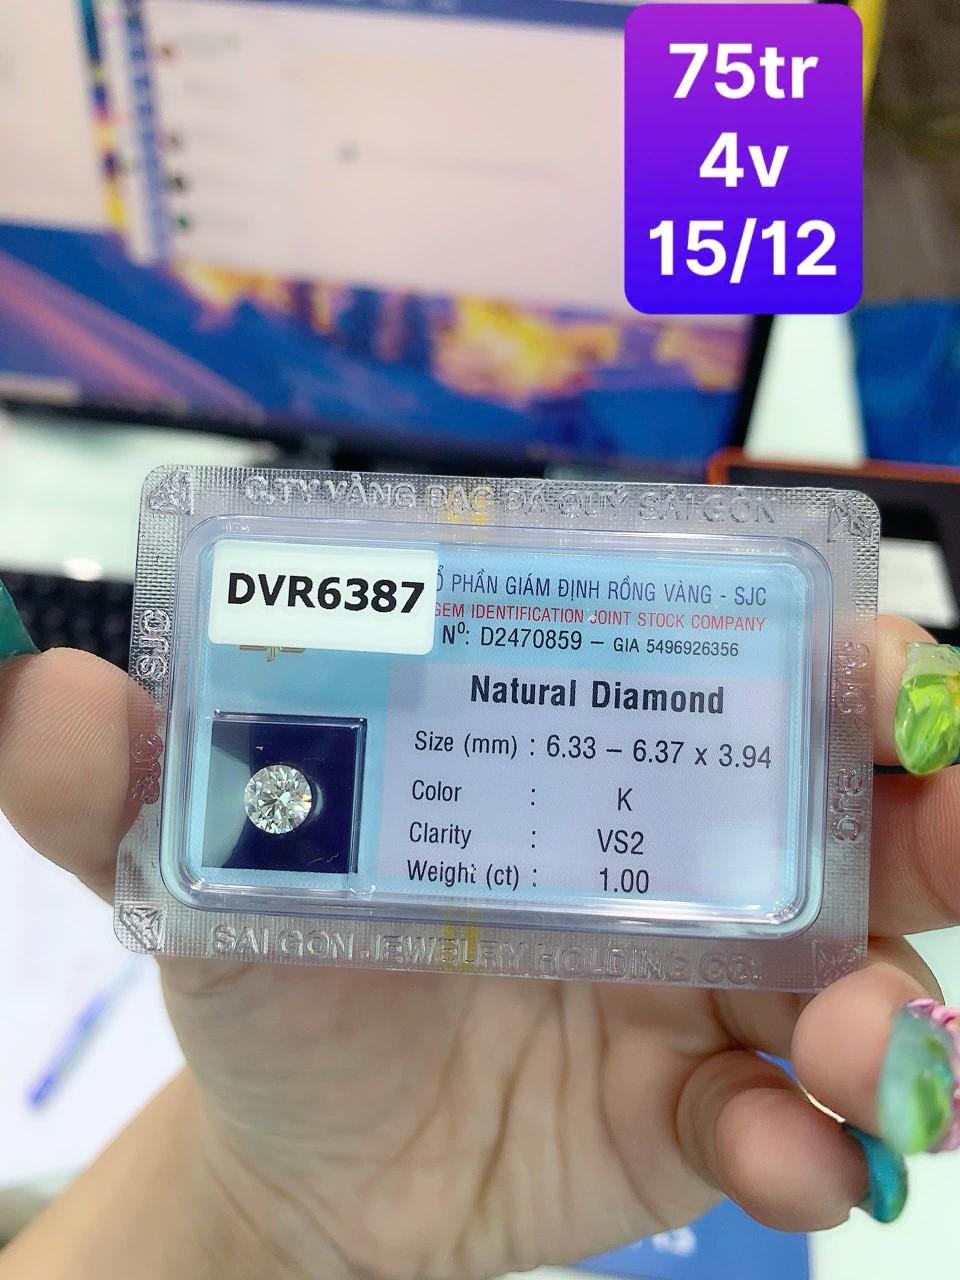 75tr
4v
15/12
C.TY VÀNG BẠC ĐÁ QUÝ SÀI GÒN
DVR6387
Ổ PHẦN GIÁM ĐỊNH RỒNG VÀNG - SJC
GEM IDENTIFICATION JOINT STOCK COMPANY
Nº: D2470859 – GIA 5496926356
Natural Diamond
Size (mm) : 6.33 – 6.37 x 3.94
Color : K
Clarity : VS2
Weight (ct) : 1.00
SJC
SJC
SJC
SAI GON JEWELRY HOLDING CO.